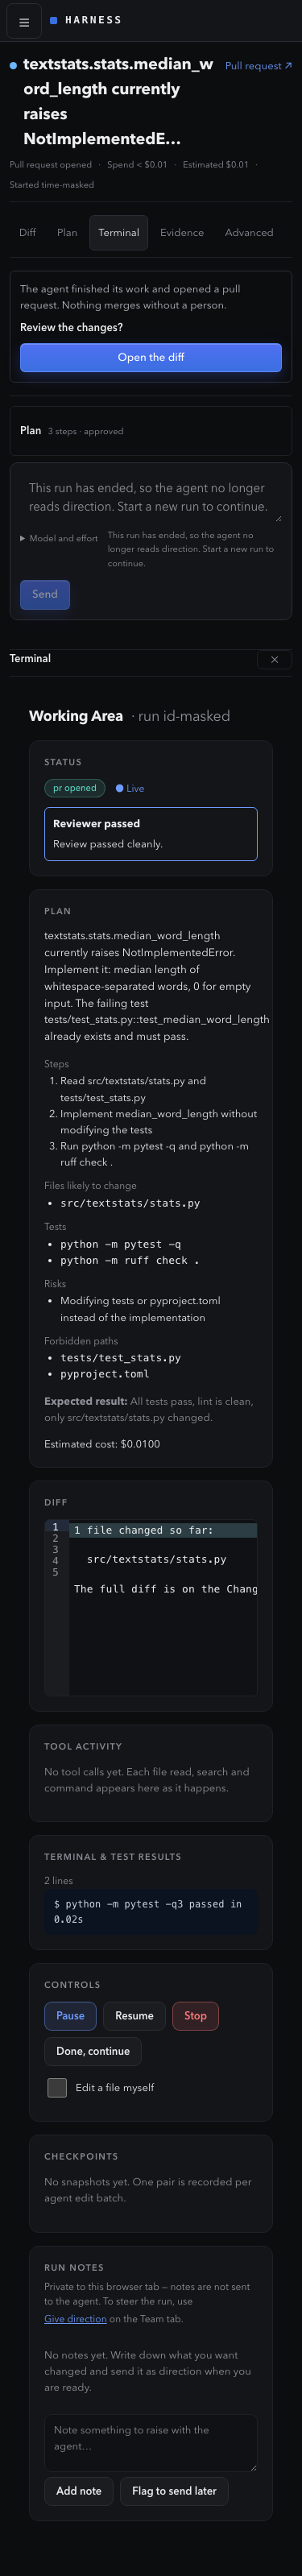 HARNESS
textstats.stats.median_w
ord_length currently
raises
NotImplementedE...
Pull request ↗
Pull request opened · Spend < $0.01 · Estimated $0.01 ·
Started time-masked
Diff Plan Terminal Evidence Advanced
The agent finished its work and opened a pull
request. Nothing merges without a person.
Review the changes?
Open the diff
Plan 3 steps · approved
This run has ended, so the agent no longer
reads direction. Start a new run to continue.
▶ Model and effort
This run has ended, so the agent no
longer reads direction. Start a new run to
continue.
Send
Terminal
Working Area · run id-masked
STATUS
pr opened Live
Reviewer passed
Review passed cleanly.
PLAN
textstats.stats.median_word_length
currently raises NotImplementedError.
Implement it: median length of
whitespace-separated words, 0 for empty
input. The failing test
tests/test_stats.py::test_median_word_length
already exists and must pass.
Steps
1. Read src/textstats/stats.py and
tests/test_stats.py
2. Implement median_word_length without
modifying the tests
3. Run python -m pytest -q and python -m
ruff check .
Files likely to change
• src/textstats/stats.py
Tests
• python -m pytest -q
• python -m ruff check .
Risks
• Modifying tests or pyproject.toml
instead of the implementation
Forbidden paths
• tests/test_stats.py
• pyproject.toml
Expected result: All tests pass, lint is clean,
only src/textstats/stats.py changed.
Estimated cost: $0.0100
DIFF
1 1 file changed so far:
2
3 src/textstats/stats.py
4
5 The full diff is on the Chang
TOOL ACTIVITY
No tool calls yet. Each file read, search and
command appears here as it happens.
TERMINAL & TEST RESULTS
2 lines
$ python -m pytest -q3 passed in
0.02s
CONTROLS
Pause Resume Stop
Done, continue
Edit a file myself
CHECKPOINTS
No snapshots yet. One pair is recorded per
agent edit batch.
RUN NOTES
Private to this browser tab — notes are not sent
to the agent. To steer the run, use
Give direction on the Team tab.
No notes yet. Write down what you want
changed and send it as direction when you
are ready.
Note something to raise with the
agent…
Add note Flag to send later